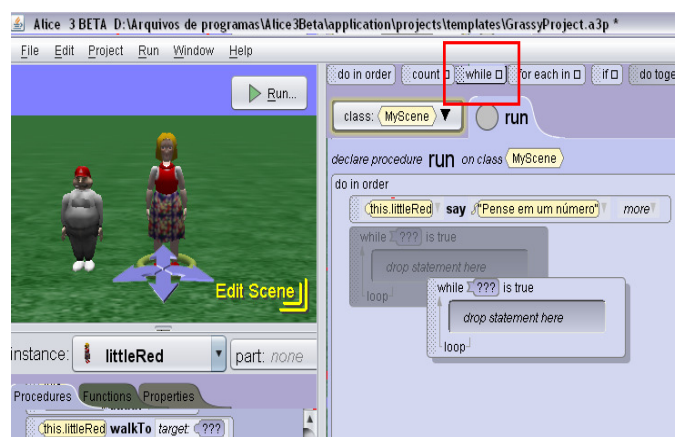 Alice 3 BETA D:\Arquivos de programas\Alice3Beta\application\projects\templates\GrassyProject.a3p *
File Edit Project Run Window Help
Run...
do in order count while for each in if do toge
class: MyScene run
declare procedure run on class MyScene
do in order
this.littleRed say "Pense em um número" more
while ??? is true
drop statement here
loop
while ??? is true
drop statement here
loop
Edit Scene
instance: littleRed part: none
Procedures Functions Properties
this.littleRed walkTo target: ???